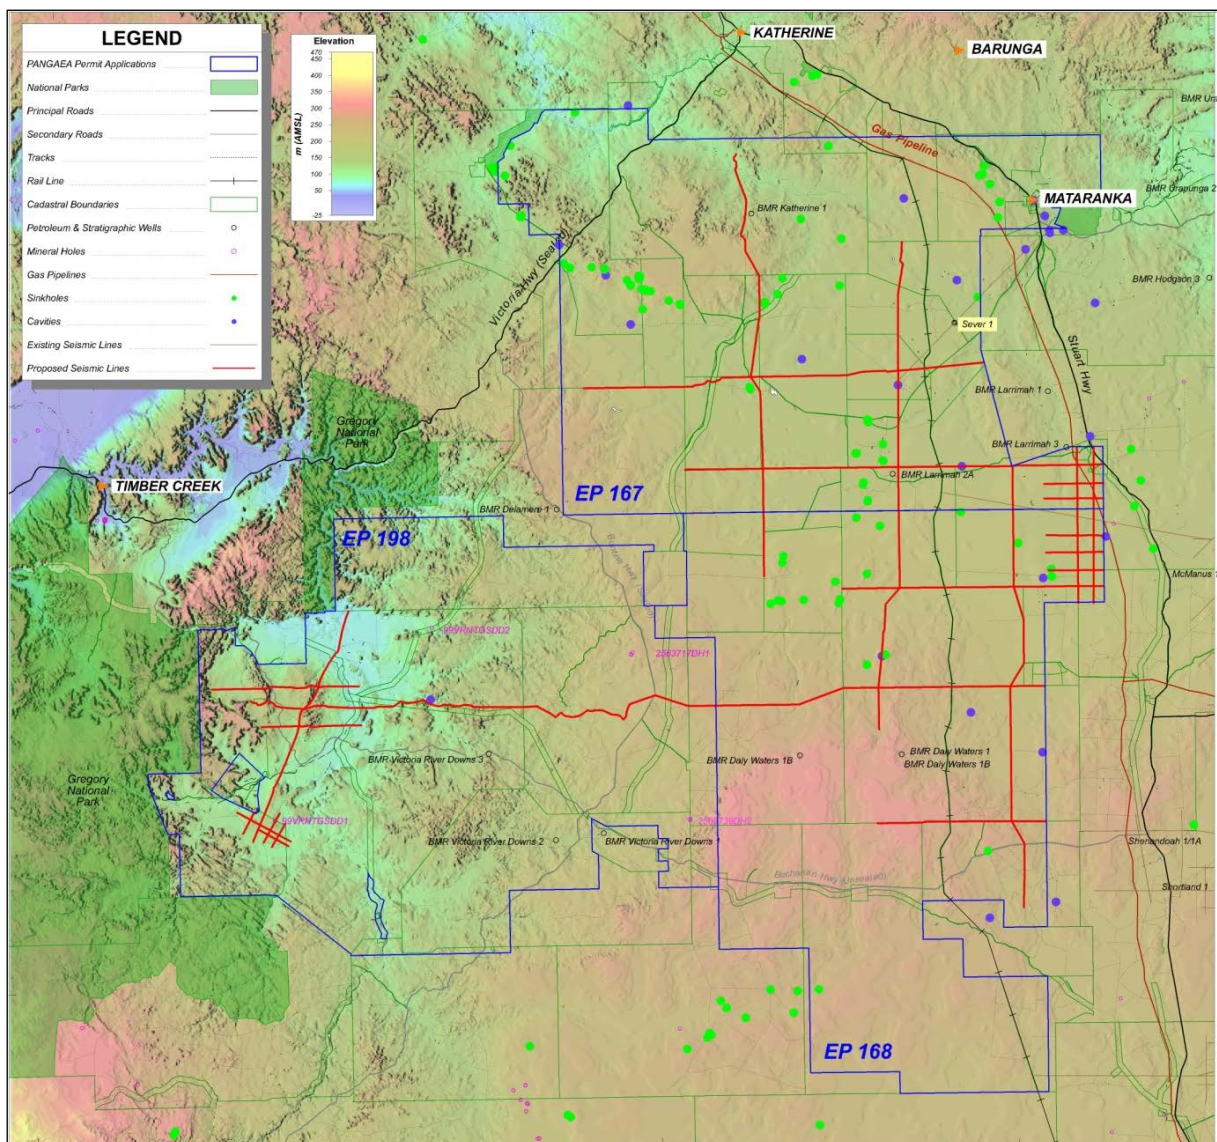 LEGEND
PANGAEA Permit Applications
National Parks
Principal Roads
Secondary Roads
Tracks
Rail Line
Cadastral Boundaries
Petroleum & Stratigraphic Wells
Mineral Holes
Gas Pipelines
Sinkholes
Cavities
Existing Seismic Lines
Proposed Seismic Lines
Elevation
m (AMSL)
470
450
400
350
300
250
200
150
100
50
-25
KATHERINE
BARUNGA
Gas Pipeline
MATARANKA
BMR Urapunga 2
BMR Katherine 1
Victoria Hwy (Sealed)
BMR Hodgson 3
Sever 1
Stuart Hwy
BMR Larrimah 1
Gregory
National
Park
BMR Larrimah 3
BMR Larrimah 2A
TIMBER CREEK
EP 167
BMR Delamere 1
EP 198
McManus 1
99VRNTGSDD2
2563717DH1
BMR Victoria River Downs 3
BMR Daly Waters 1B
BMR Daly Waters 1
BMR Daly Waters 1B
Gregory
National
Park
99VRNTGSDD1
BMR Victoria River Downs 2
BMR Victoria River Downs 1
Shenandoah 1/1A
Buchanan Hwy (Unsealed)
Shortland 1
EP 168